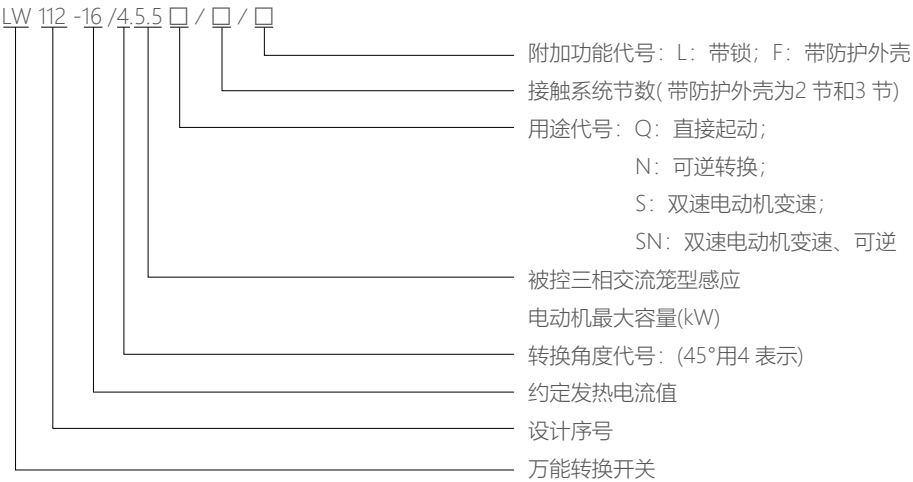 LW 112 -16 /4.5.5 □ / □ / □
附加功能代号：L：带锁；F：带防护外壳
接触系统节数( 带防护外壳为2 节和3 节)
用途代号：Q：直接起动；
N：可逆转换；
S：双速电动机变速；
SN：双速电动机变速、可逆
被控三相交流笼型感应
电动机最大容量(kW)
转换角度代号：(45°用4 表示)
约定发热电流值
设计序号
万能转换开关